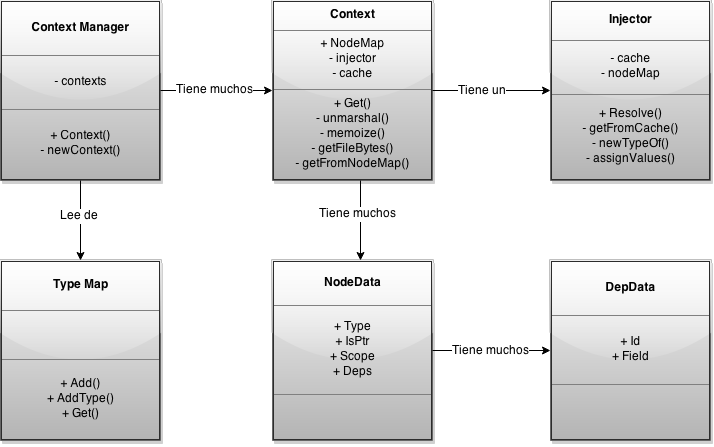 Context Manager
- contexts
+ Context()
- newContext()
Tiene muchos
Context
+ NodeMap
- injector
- cache
+ Get()
- unmarshal()
- memoize()
- getFileBytes()
- getFromNodeMap()
Tiene un
Injector
- cache
- nodeMap
+ Resolve()
- getFromCache()
- newTypeOf()
- assignValues()
Lee de
Tiene muchos
Type Map
+ Add()
+ AddType()
+ Get()
NodeData
+ Type
+ IsPtr
+ Scope
+ Deps
Tiene muchos
DepData
+ Id
+ Field